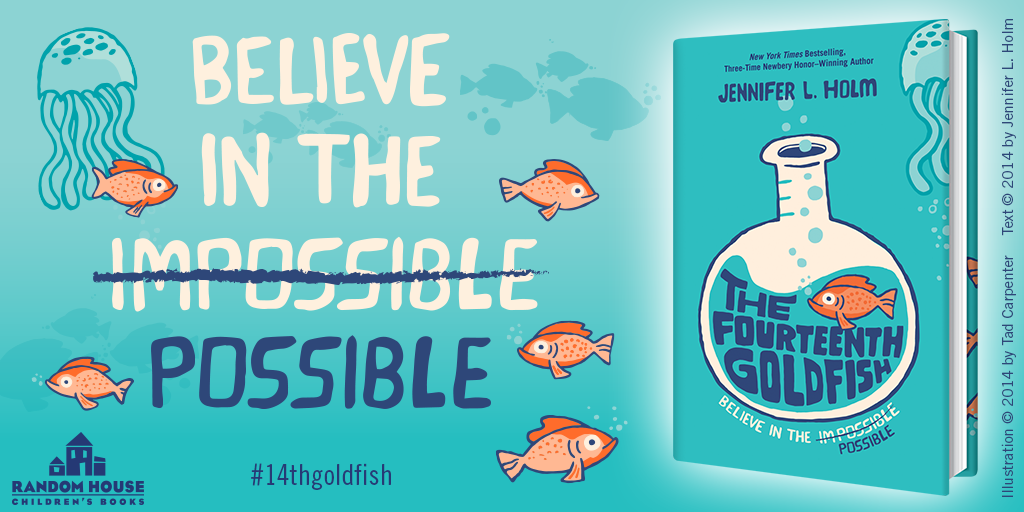 BELIEVE
IN THE
IMPOSSIBLE
POSSIBLE
#14thgoldfish
RANDOM HOUSE
CHILDREN'S BOOKS
New York Times Bestselling,
Three-Time Newbery Honor–Winning Author
JENNIFER L. HOLM
THE
FOURTEENTH
GOLDFISH
BELIEVE IN THE IMPOSSIBLE
POSSIBLE
Illustration © 2014 by Tad Carpenter Text © 2014 by Jennifer L. Holm